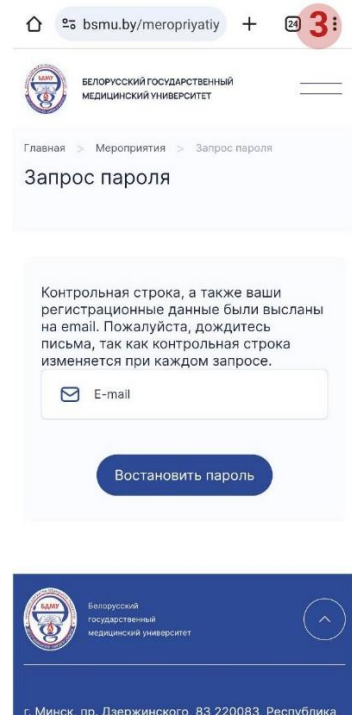 bsmu.by/meropriyatiy
24
3
БДМУ
БЕЛОРУССКИЙ ГОСУДАРСТВЕННЫЙ
МЕДИЦИНСКИЙ УНИВЕРСИТЕТ
Главная > Мероприятия > Запрос пароля
Запрос пароля
Контрольная строка, а также ваши
регистрационные данные были высланы
на email. Пожалуйста, дождитесь
письма, так как контрольная строка
изменяется при каждом запросе.
E-mail
Востановить пароль
БДМУ
Белорусский
государственный
медицинский университет
г. Минск, пр. Дзержинского, 83 220083, Республика